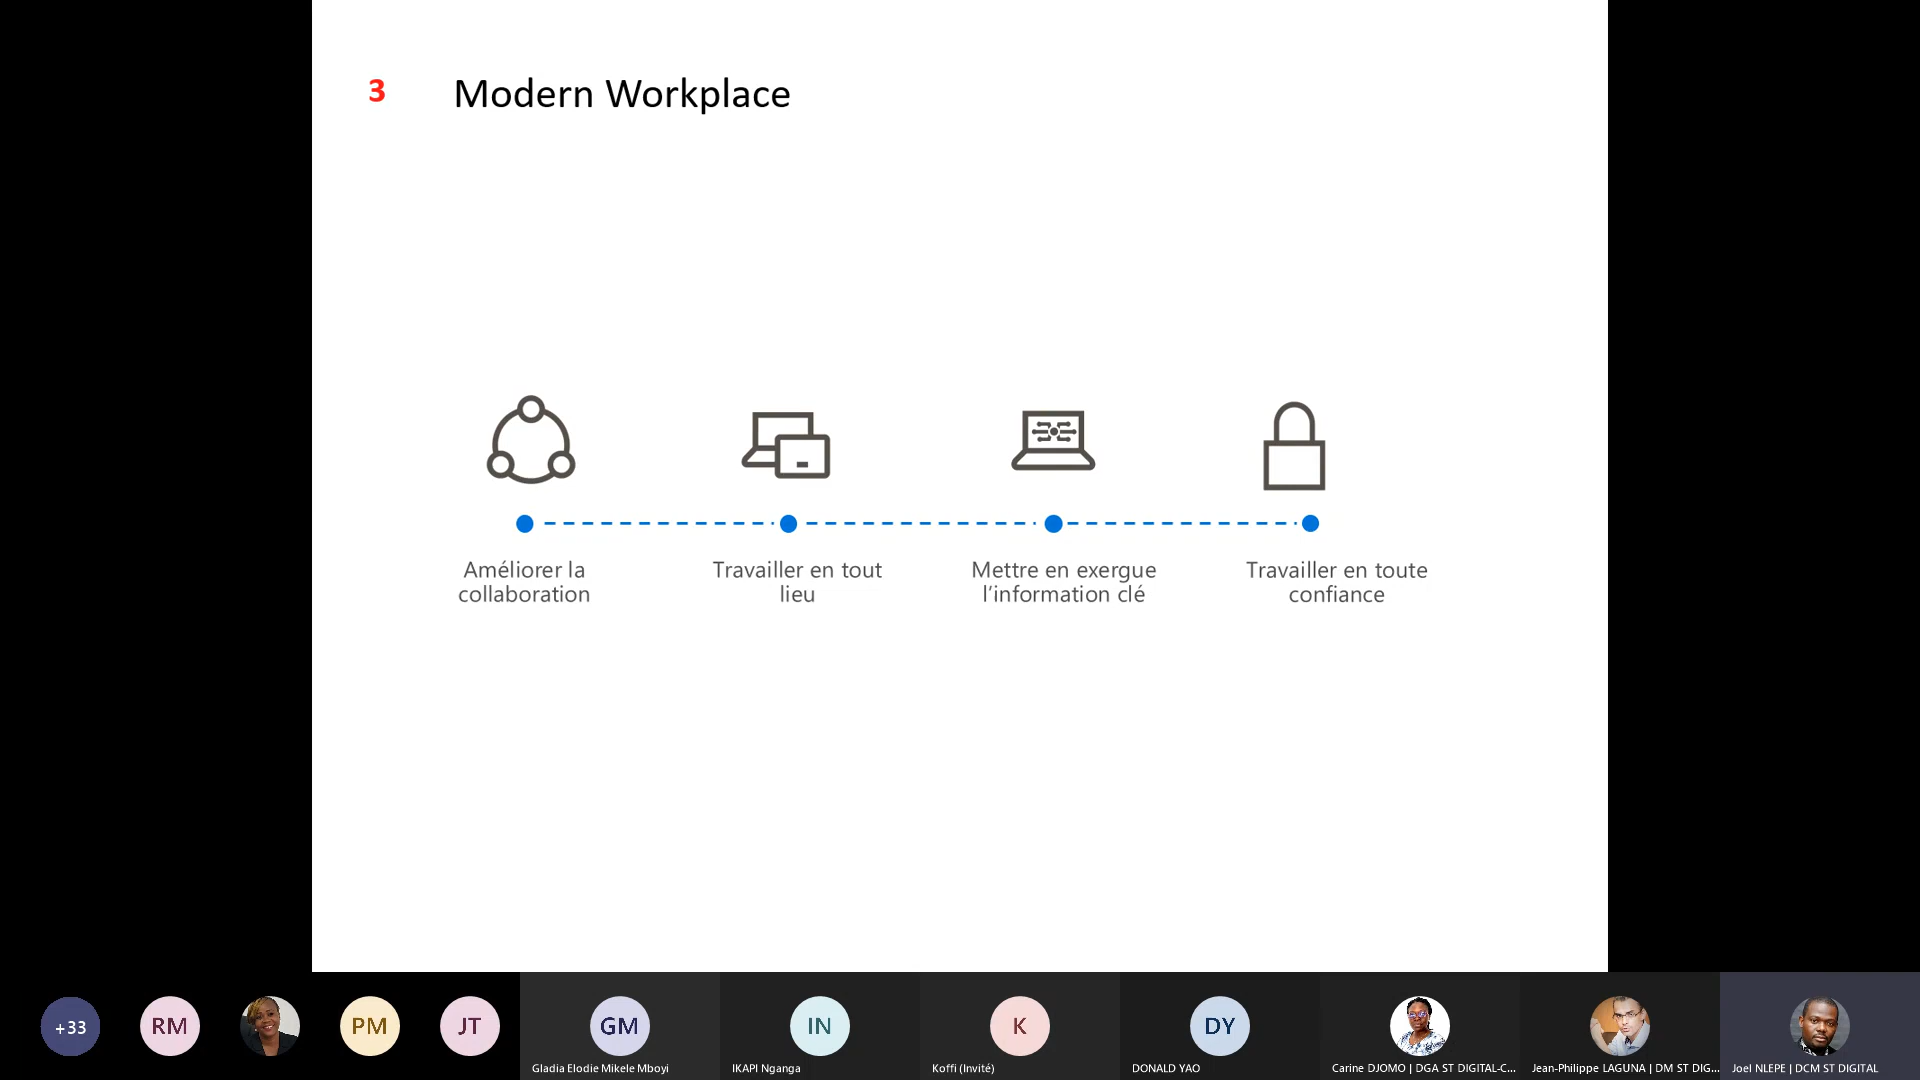 3 Modern Workplace
Améliorer la
collaboration
Travailler en tout
lieu
Mettre en exergue
l’information clé
Travailler en toute
confiance
+33
RM
PM
JT
GM
IN
K
DY
Gladia Elodie Mikele Mboyi
IKAPI Nganga
Koffi (Invité)
DONALD YAO
Carine DJOMO | DGA ST DIGITAL-C...
Jean-Philippe LAGUNA | DM ST DIG...
Joel NLEPE | DCM ST DIGITAL